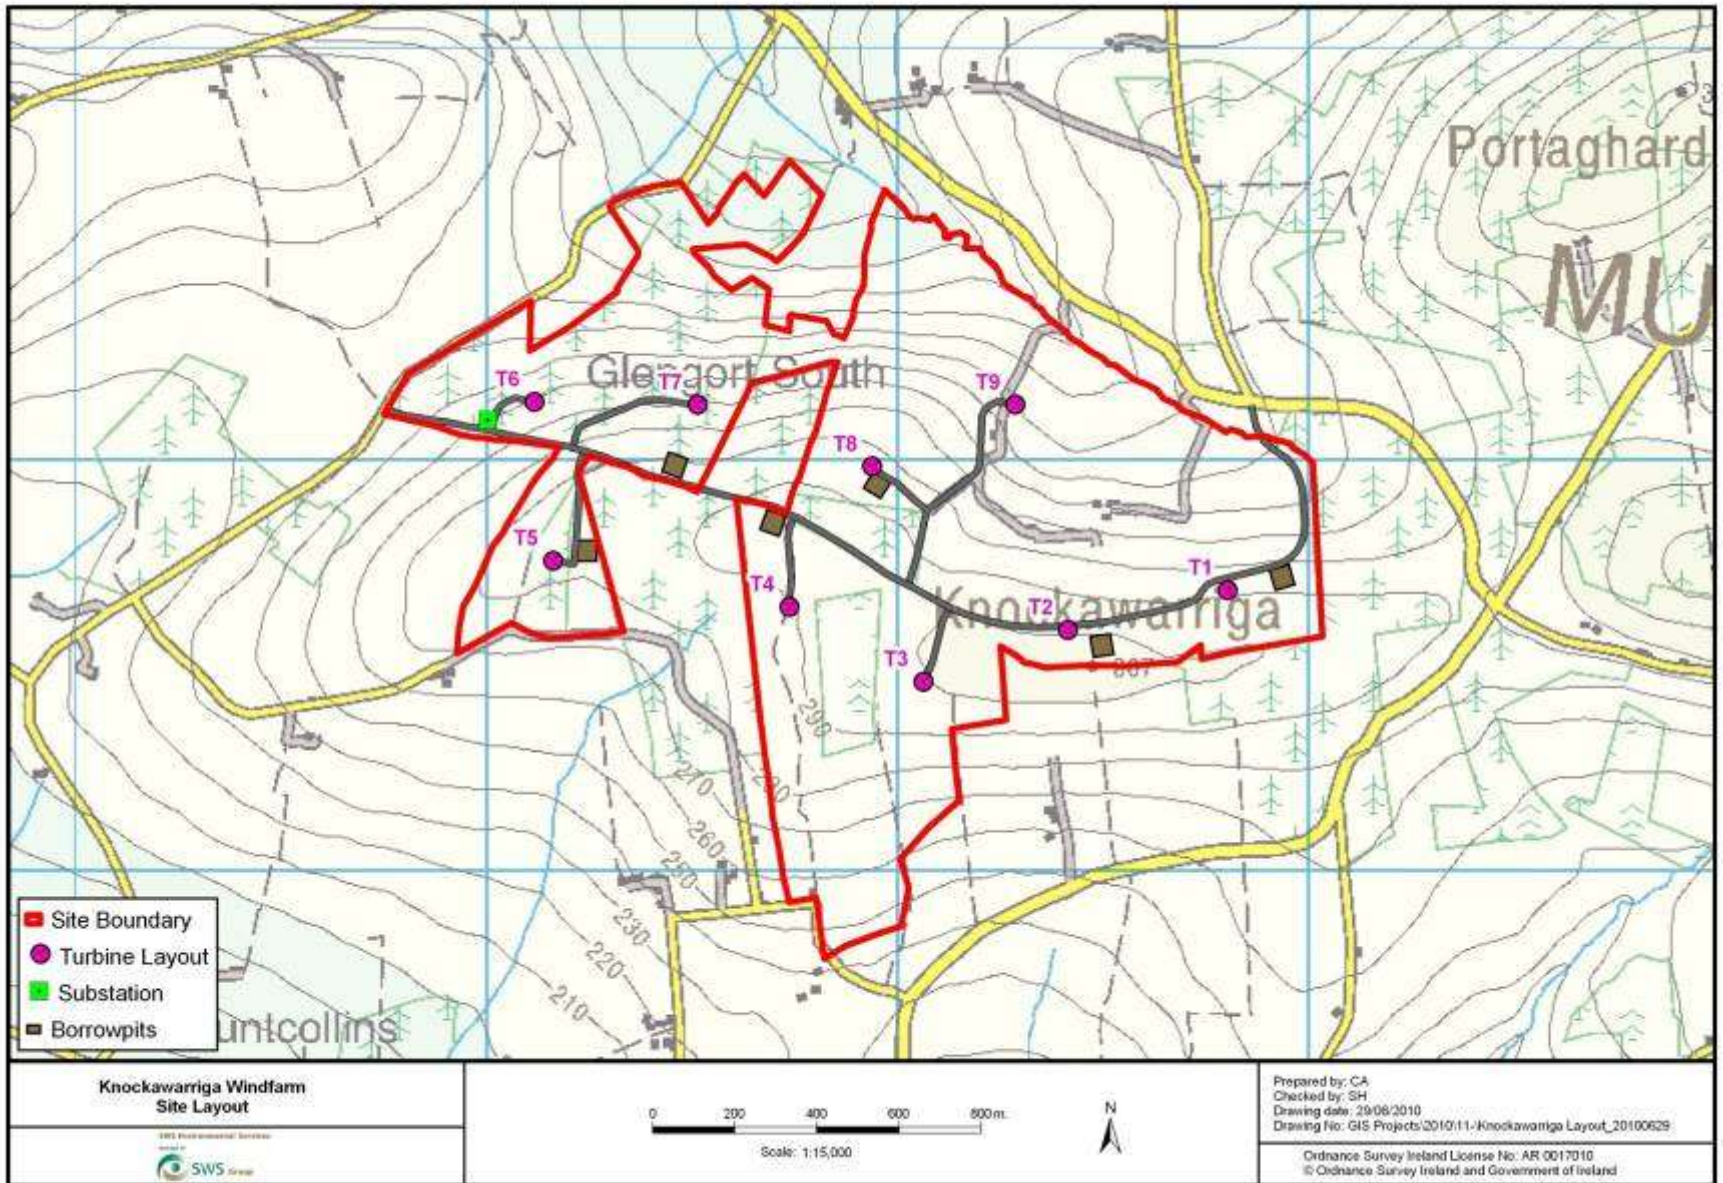 Portaghard
MU
Glengort South
T6
T7
T9
T8
T5
T4
T1
T2
Knockawarriga
T3
307
290
280
270
260
250
230
220
210
untcollins
Site Boundary
Turbine Layout
Substation
Borrowpits
Knockawarriga Windfarm
Site Layout
SWS Environmental Services
SWS Group
0 200 400 600 800m.
Scale: 1:15,000
N
Prepared by: CA
Checked by: SH
Drawing date: 29/06/2010
Drawing No: GIS Projects\2010\11-\Knockawarriga Layout_20100629
Ordnance Survey Ireland License No: AR 0017010
© Ordnance Survey Ireland and Government of Ireland